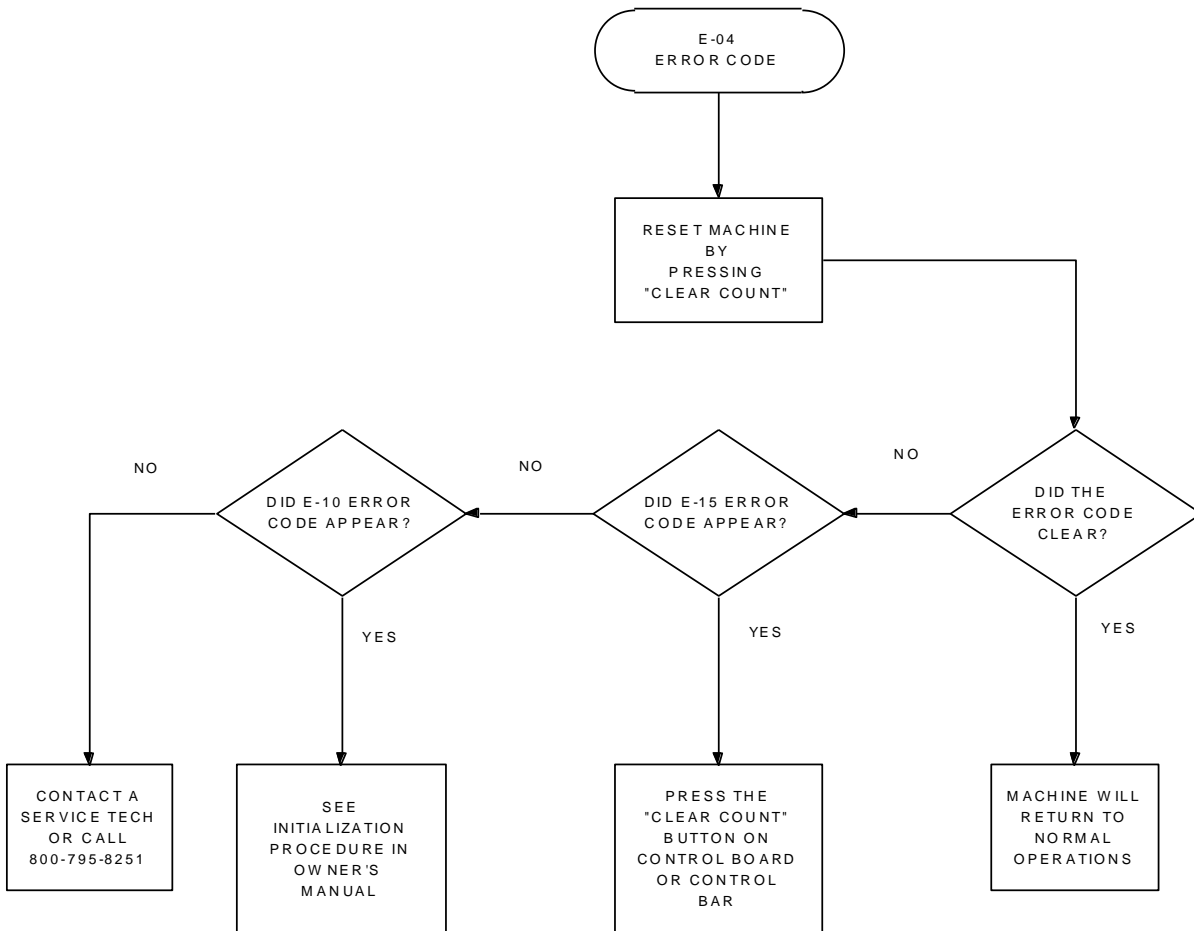 E-04
ERROR CODE
RESET MACHINE
BY
PRESSING
"CLEAR COUNT"
NO
DID E-10 ERROR
CODE APPEAR?
YES
NO
DID E-15 ERROR
CODE APPEAR?
YES
NO
DID THE
ERROR CODE
CLEAR?
YES
CONTACT A
SERVICE TECH
OR CALL
800-795-8251
SEE
INITIALIZATION
PROCEDURE IN
OWNER'S
MANUAL
PRESS THE
"CLEAR COUNT"
BUTTON ON
CONTROL BOARD
OR CONTROL
BAR
MACHINE WILL
RETURN TO
NORMAL
OPERATIONS